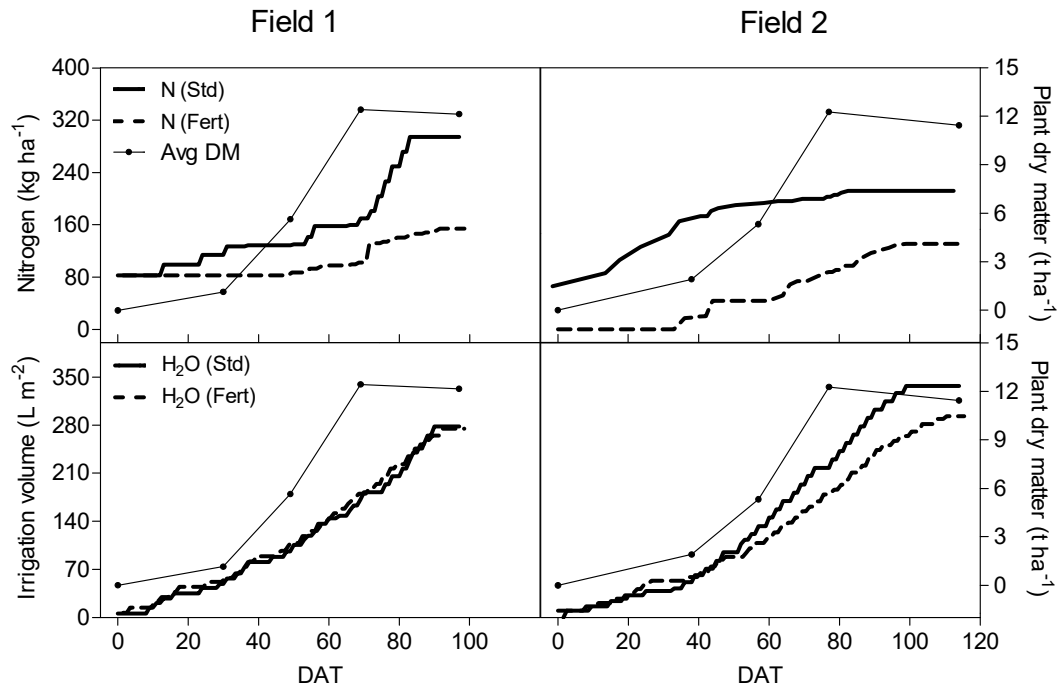 Field 1
Field 2
400
320
240
160
80
0
Nitrogen (kg ha⁻¹)
N (Std)
N (Fert)
Avg DM
15
12
9
6
3
0
Plant dry matter (t ha⁻¹)
350
280
210
140
70
0
Irrigation volume (L m⁻²)
H₂O (Std)
H₂O (Fert)
15
12
9
6
3
0
Plant dry matter (t ha⁻¹)
0 20 40 60 80 100
0 20 40 60 80 100 120
DAT
DAT